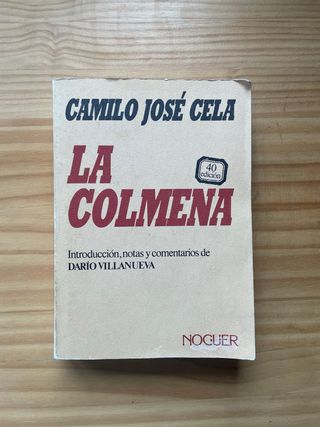 CAMILO JOSÉ CELA
LA
COLMENA
40
edición
Introducción, notas y comentarios de
DARÍO VILLANUEVA
NOGUER